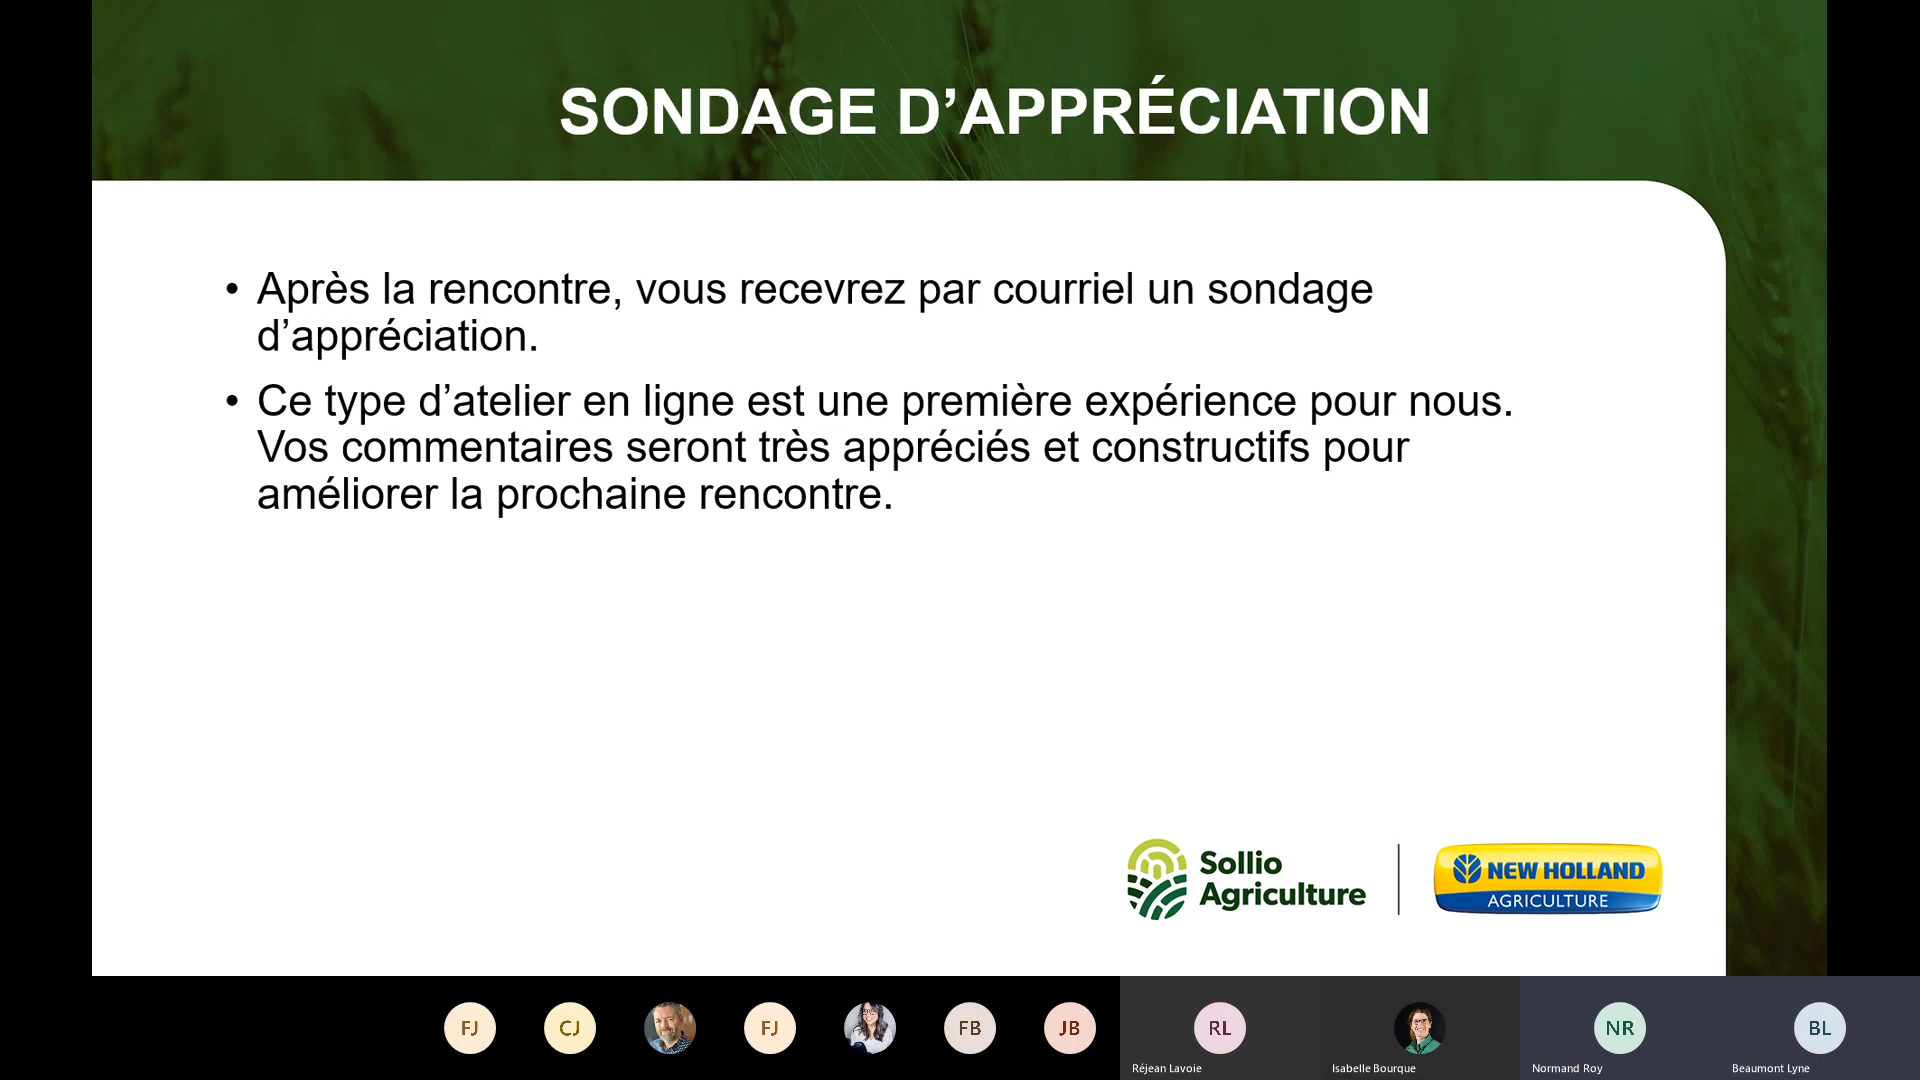 SONDAGE D’APPRÉCIATION
• Après la rencontre, vous recevrez par courriel un sondage
d’appréciation.
• Ce type d’atelier en ligne est une première expérience pour nous.
Vos commentaires seront très appréciés et constructifs pour
améliorer la prochaine rencontre.
Sollio
Agriculture
NEW HOLLAND
AGRICULTURE
FJ
CJ
FJ
FB
JB
RL
NR
BL
Réjean Lavoie
Isabelle Bourque
Normand Roy
Beaumont Lyne